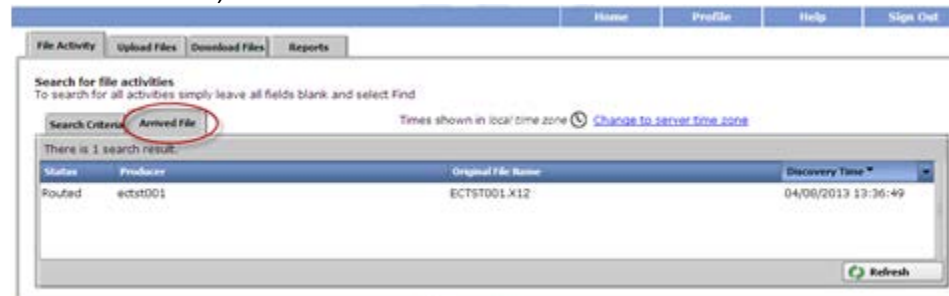 Home Profile Help Sign Out
File Activity Upload Files Download Files Reports
Search for file activities
To search for all activities simply leave all fields blank and select Find
Search Criteria Arrived File Times shown in local time zone Change to server time zone
There is 1 search result.
Status Producer Original File Name Discovery Time
Routed ectst001 ECTST001.X12 04/08/2013 13:36:49
Refresh